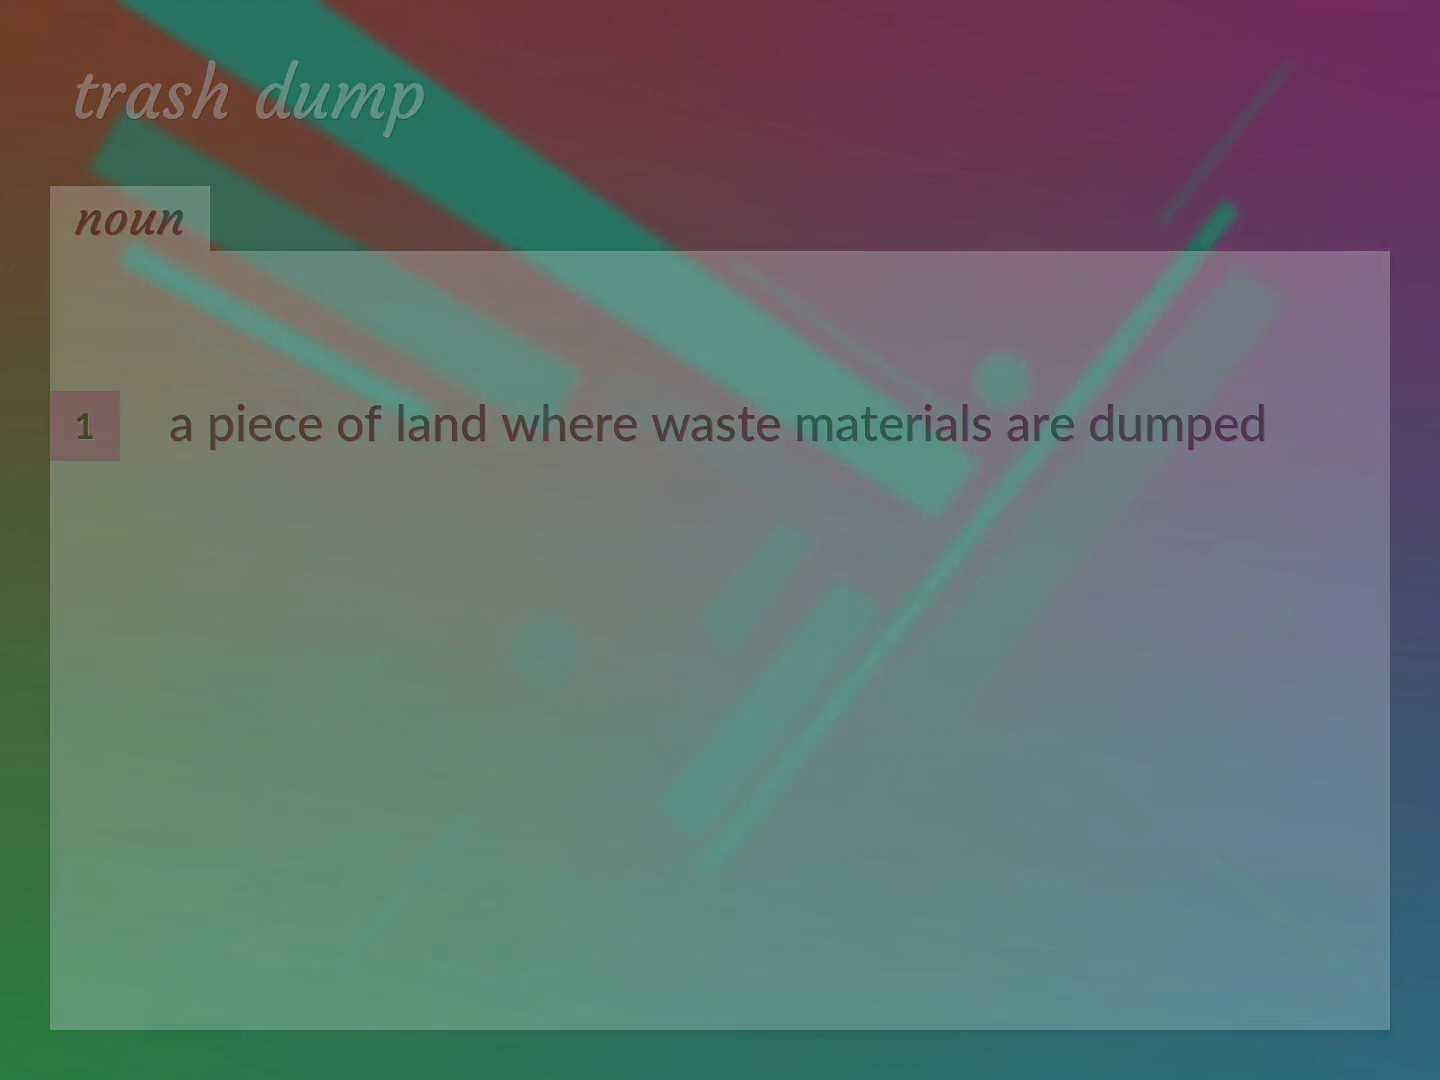 trash dump
noun
1 a piece of land where waste materials are dumped